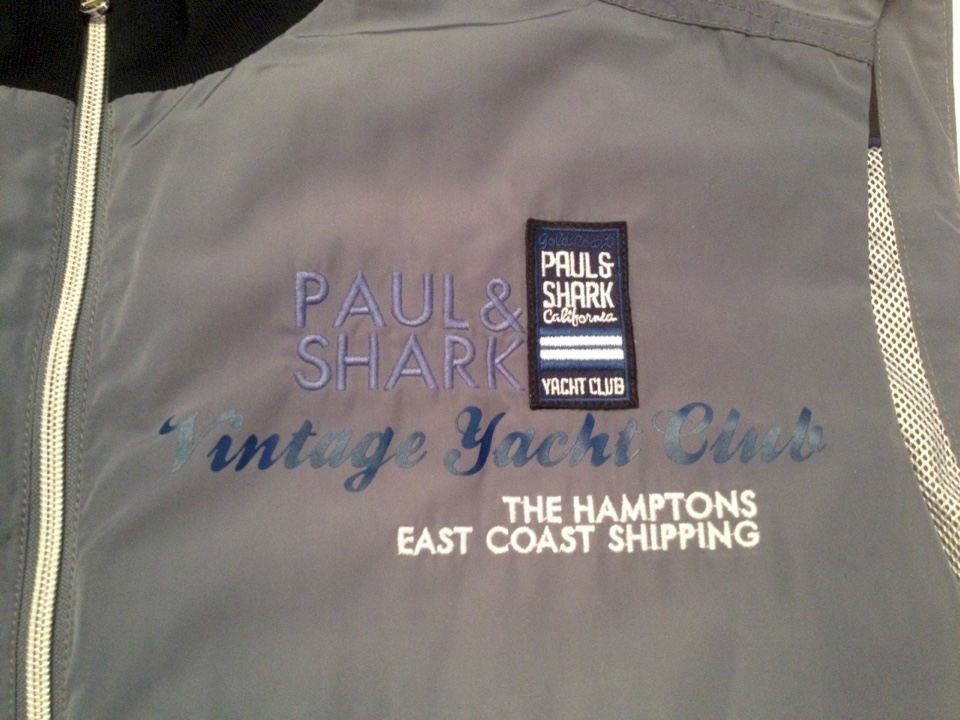 PAUL &
SHARK
Gold Coast
PAUL &
SHARK
California
YACHT CLUB
Vintage Yacht Club
THE HAMPTONS
EAST COAST SHIPPING